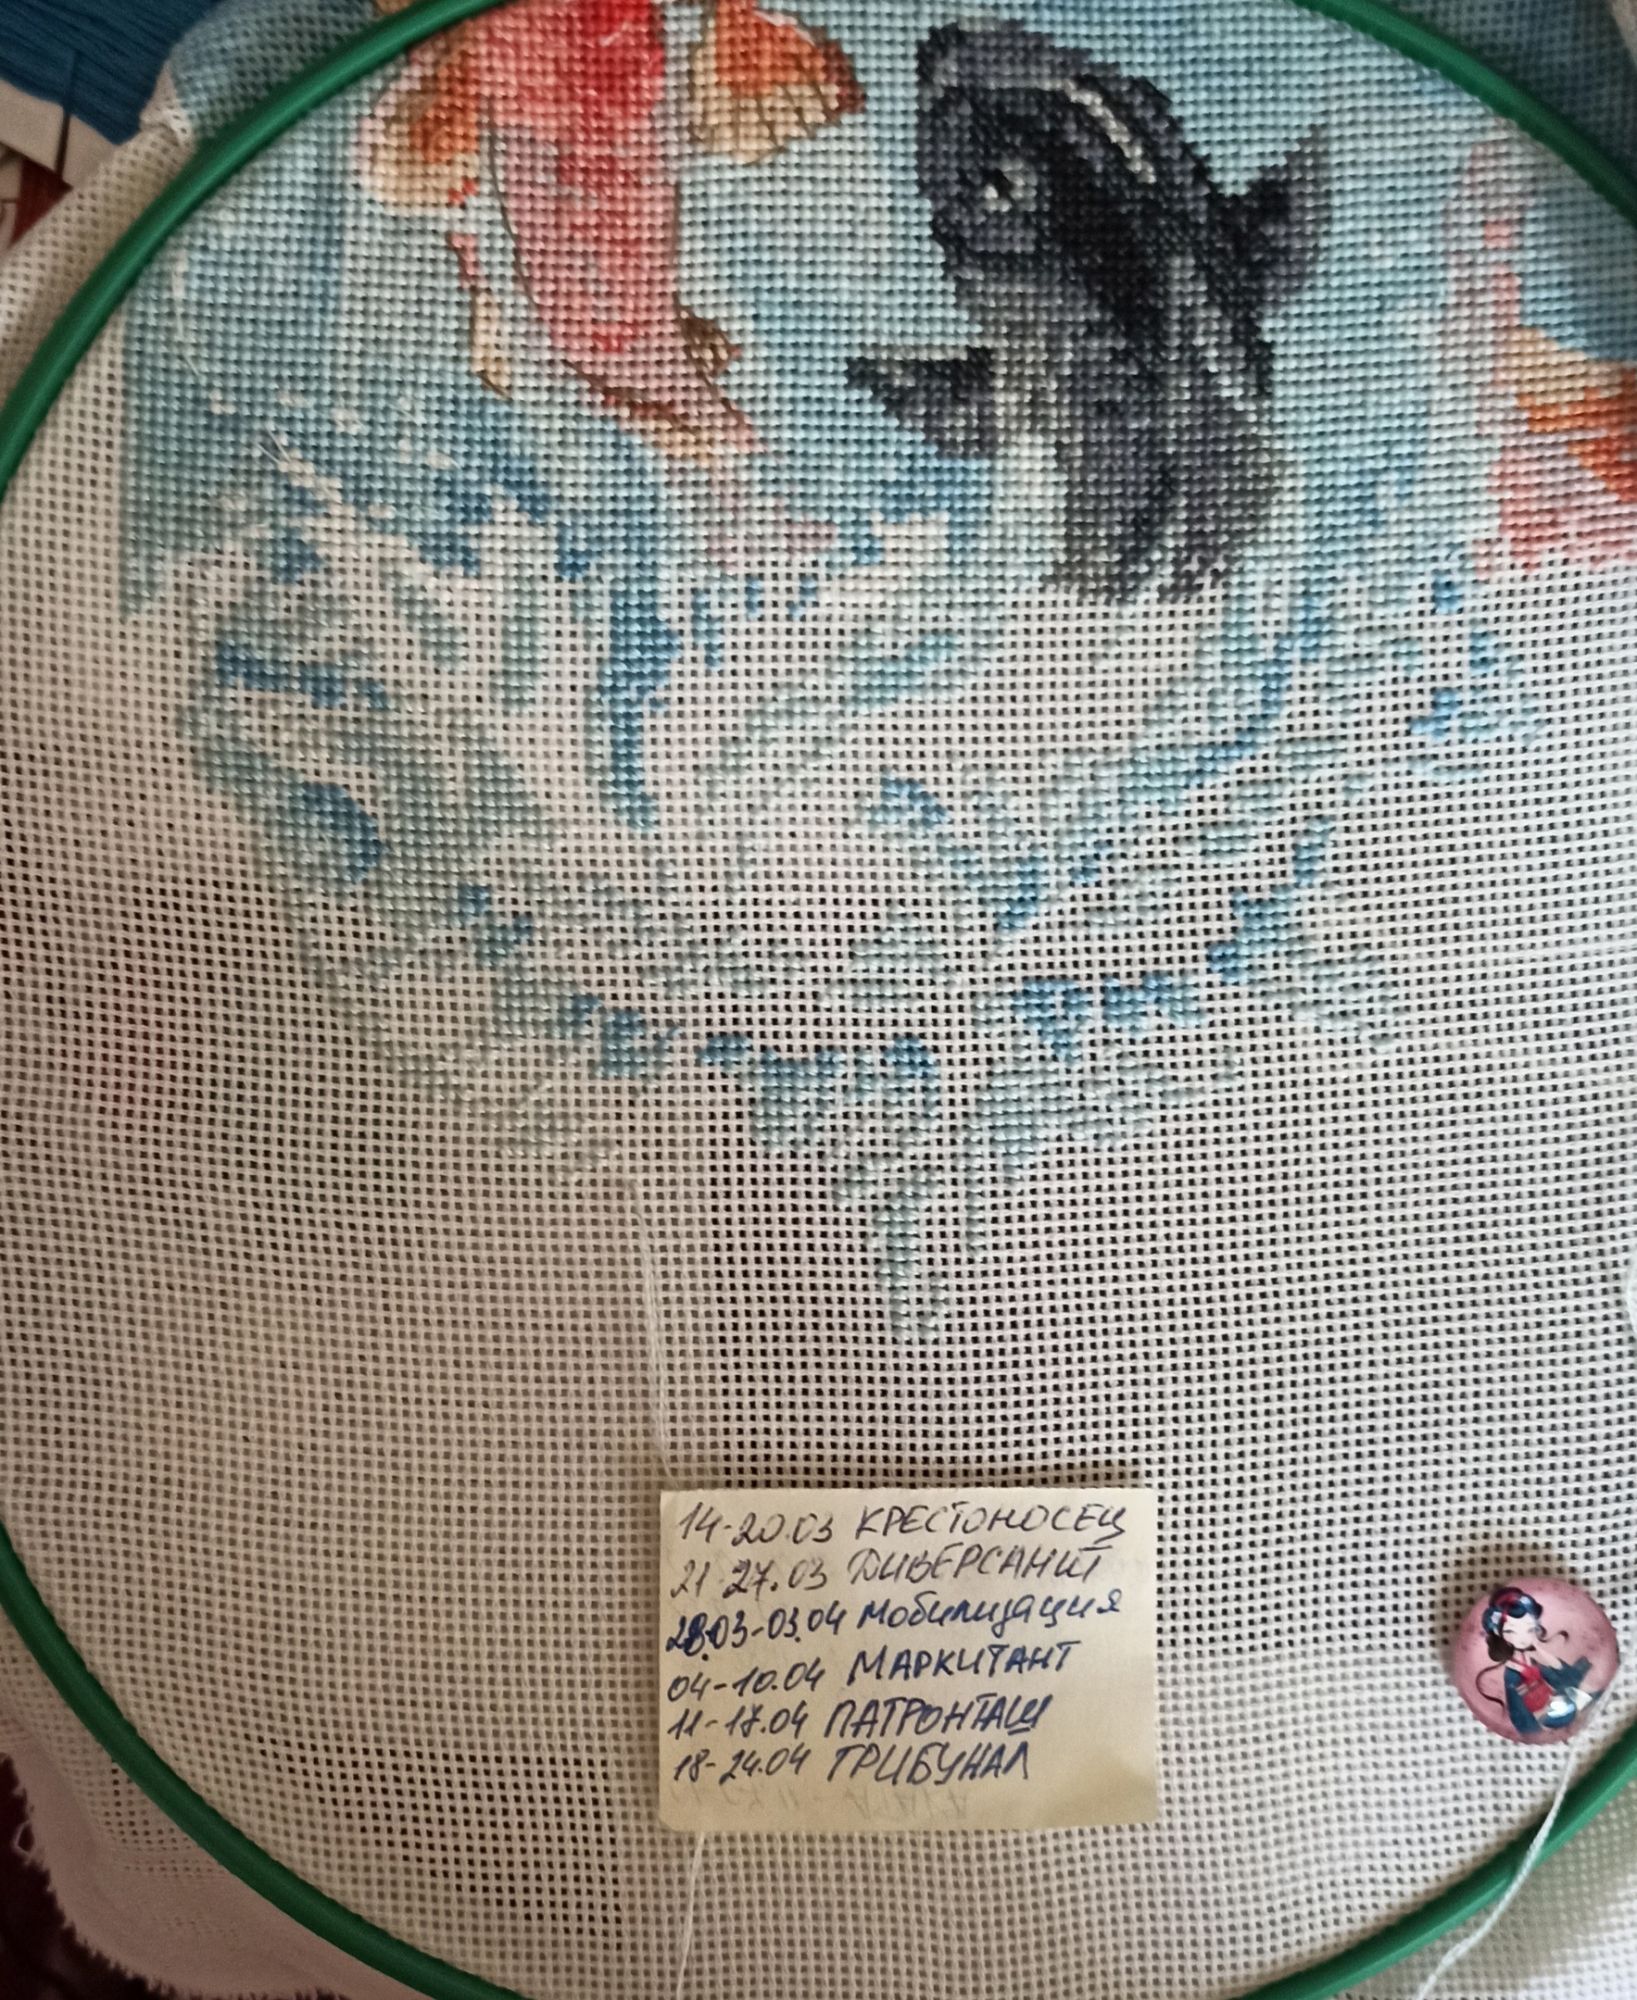 14-20.03 КРЕСТОНОСЕЦ
21-27.03 ДИВЕРСАНТ
28.03-03.04 Мобилизация
04-10.04 МАРКИТАНТ
11-17.04 ПАТРОНТАШ
18-24.04 ТРИБУНАЛ